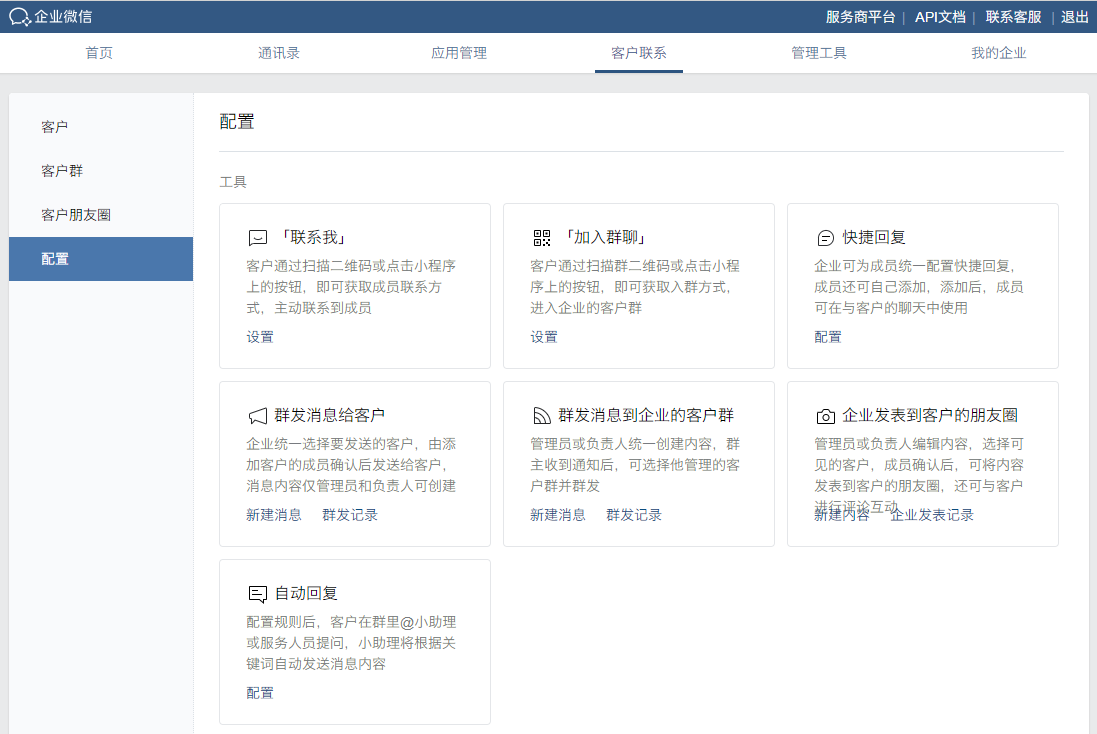 企业微信
服务商平台 | API文档 | 联系客服 | 退出
首页 通讯录 应用管理 客户联系 管理工具 我的企业
客户
客户群
客户朋友圈
配置
配置
工具
「联系我」
客户通过扫描二维码或点击小程序
上的按钮，即可获取成员联系方
式，主动联系到成员
设置
「加入群聊」
客户通过扫描群二维码或点击小程
序上的按钮，即可获取入群方式，
进入企业的客户群
设置
快捷回复
企业可为成员统一配置快捷回复，
成员还可自己添加，添加后，成员
可在与客户的聊天中使用
配置
群发消息给客户
企业统一选择要发送的客户，由添
加客户的成员确认后发送给客户，
消息内容仅管理员和负责人可创建
新建消息 群发记录
群发消息到企业的客户群
管理员或负责人统一创建内容，群
主收到通知后，可选择他管理的客
户群并群发
新建消息 群发记录
企业发表到客户的朋友圈
管理员或负责人编辑内容，选择可
见的客户，成员确认后，可将内容
发表到客户的朋友圈，还可与客户
进行评论互动
新建内容 企业发表记录
自动回复
配置规则后，客户在群里@小助理
或服务人员提问，小助理将根据关
键词自动发送消息内容
配置